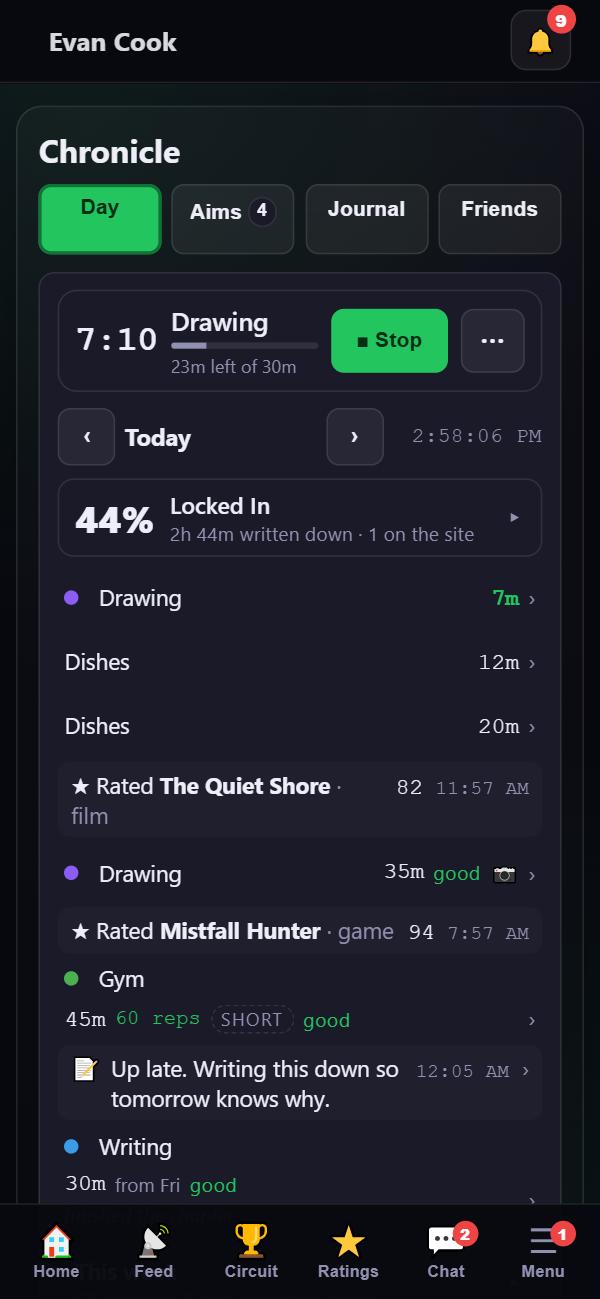 Evan Cook
9
Chronicle
Day
Aims 4
Journal
Friends
7:10
Drawing
23m left of 30m
■ Stop
···
‹
Today
›
2:58:06 PM
44%
Locked In
2h 44m written down · 1 on the site
▸
Drawing 7m ›
Dishes 12m ›
Dishes 20m ›
★ Rated The Quiet Shore · 82 11:57 AM
film
Drawing 35m good ›
★ Rated Mistfall Hunter · game 94 7:57 AM
Gym
45m 60 reps SHORT good ›
Up late. Writing this down so 12:05 AM ›
tomorrow knows why.
Writing
30m from Fri good
›
Home
Feed
Circuit
Ratings
2
Chat
1
Menu